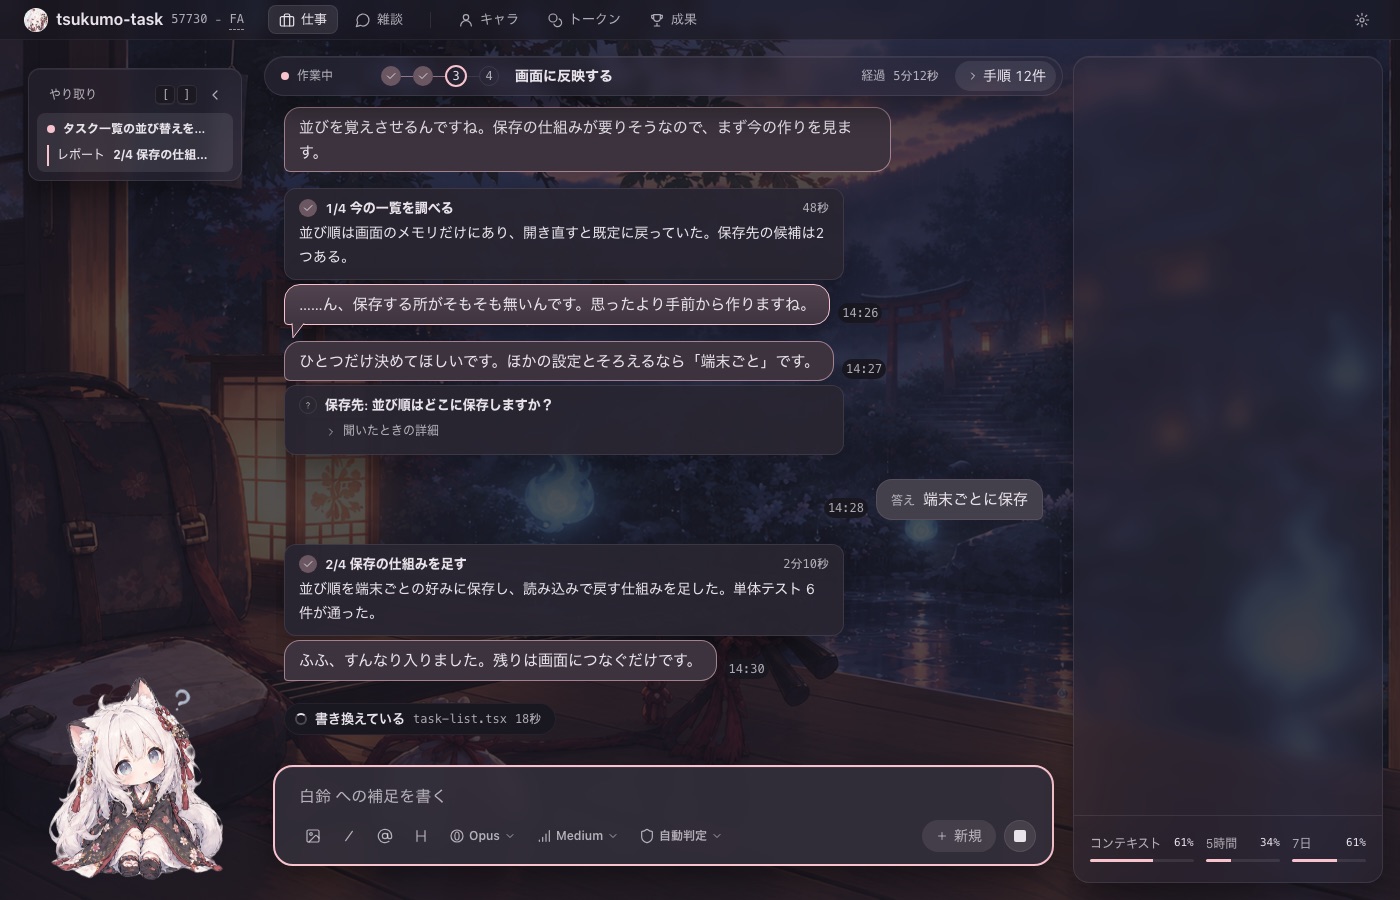 tsukumo-task 57730 - FA 仕事 雑談 キャラ トークン 成果
やり取り [ ]
タスク一覧の並び替えを…
レポート 2/4 保存の仕組…
作業中 3 4 画面に反映する 経過 5分12秒 手順 12件
並びを覚えさせるんですね。保存の仕組みが要りそうなので、まず今の作りを見ま
す。
1/4 今の一覧を調べる 48秒
並び順は画面のメモリだけにあり、開き直すと既定に戻っていた。保存先の候補は2
つある。
……ん、保存する所がそもそも無いんです。思ったより手前から作りますね。 14:26
ひとつだけ決めてほしいです。ほかの設定とそろえるなら「端末ごと」です。 14:27
? 保存先: 並び順はどこに保存しますか？
聞いたときの詳細
14:28 答え 端末ごとに保存
2/4 保存の仕組みを足す 2分10秒
並び順を端末ごとの好みに保存し、読み込みで戻す仕組みを足した。単体テスト 6
件が通った。
ふふ、すんなり入りました。残りは画面につなぐだけです。 14:30
書き換えている task-list.tsx 18秒
白鈴 への補足を書く
/ @ H Opus Medium 自動判定 + 新規
コンテキスト 61% 5時間 34% 7日 61%